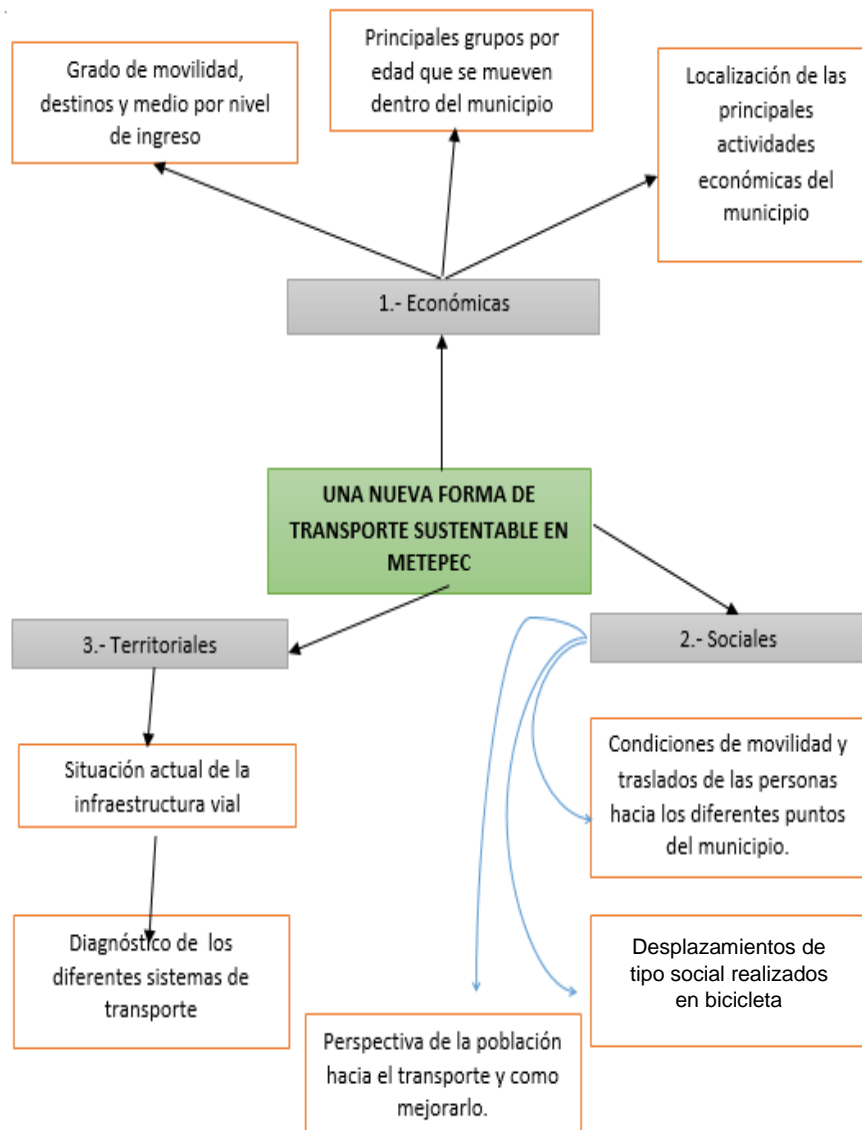 Grado de movilidad,
destinos y medio por nivel
de ingreso
Principales grupos por
edad que se mueven
dentro del municipio
Localización de las
principales
actividades
económicas del
municipio
1.- Económicas
UNA NUEVA FORMA DE
TRANSPORTE SUSTENTABLE EN
METEPEC
3.- Territoriales
2.- Sociales
Situación actual de la
infraestructura vial
Diagnóstico de los
diferentes sistemas de
transporte
Condiciones de movilidad y
traslados de las personas
hacia los diferentes puntos
del municipio.
Desplazamientos de
tipo social realizados
en bicicleta
Perspectiva de la población
hacia el transporte y como
mejorarlo.